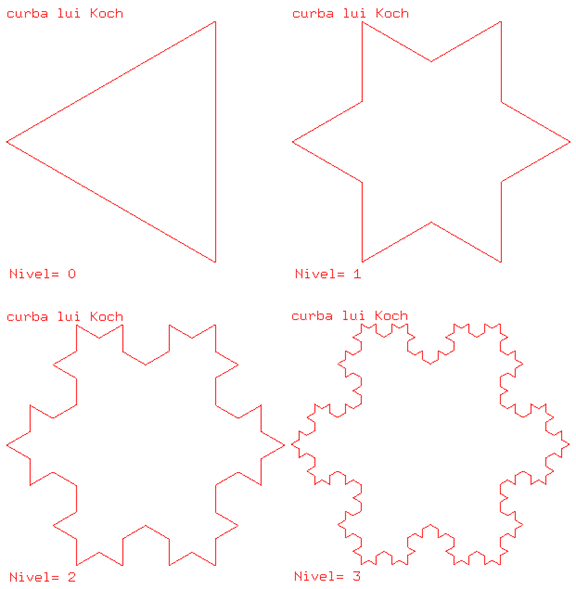 curba lui Koch
Nivel= 0
curba lui Koch
Nivel= 1
curba lui Koch
Nivel= 2
curba lui Koch
Nivel= 3